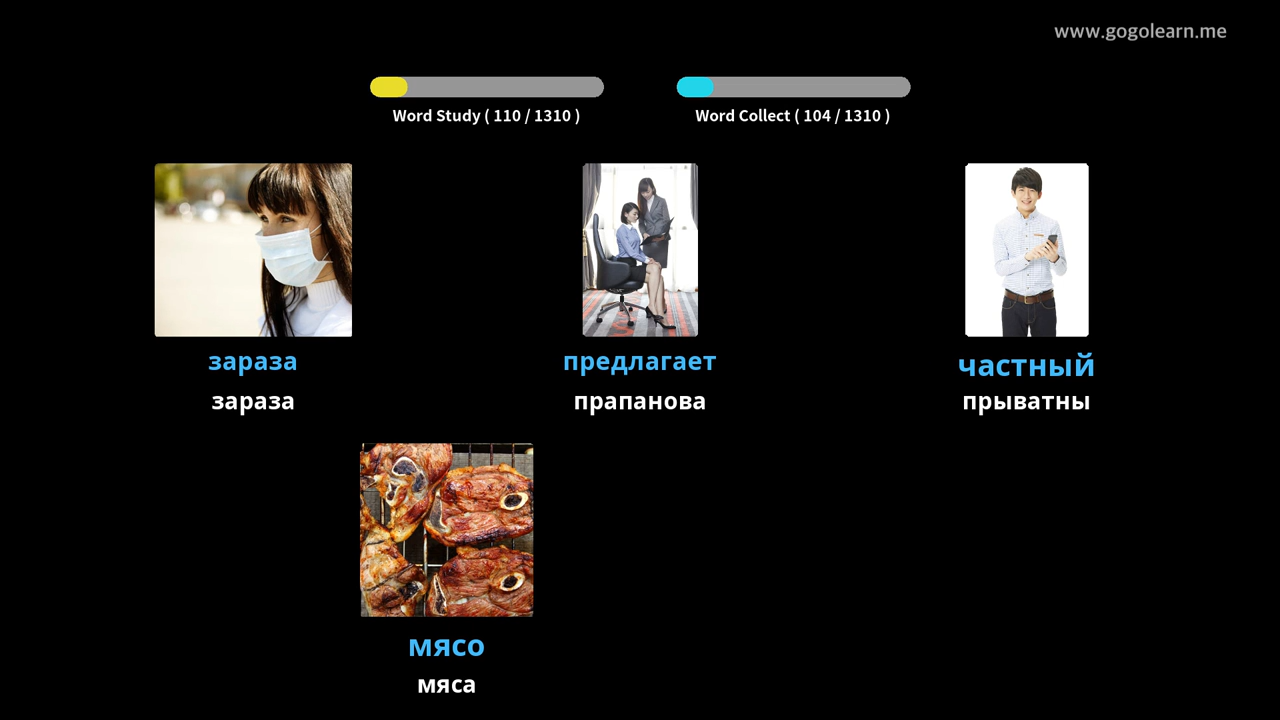 www.gogolearn.me
Word Study ( 110 / 1310 )
Word Collect ( 104 / 1310 )
зараза
зараза
предлагает
прапанова
частный
прыватны
мясо
мяса